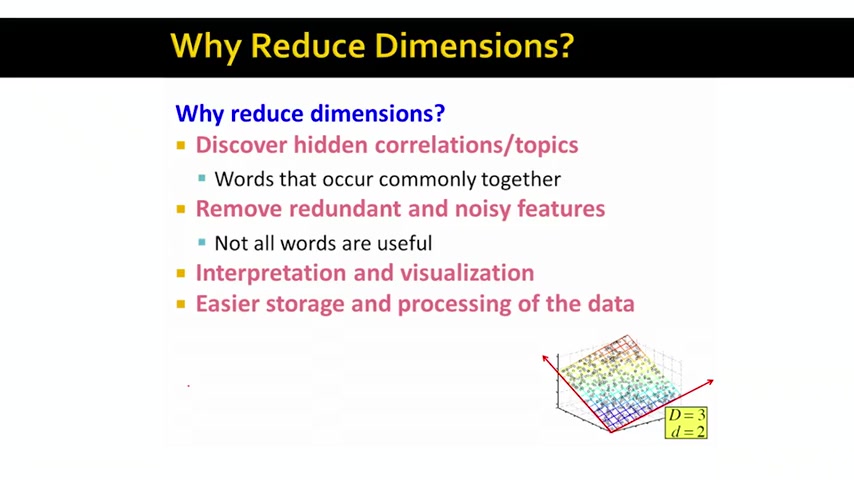 Why Reduce Dimensions?
Why reduce dimensions?
Discover hidden correlations/topics
Words that occur commonly together
Remove redundant and noisy features
Not all words are useful
Interpretation and visualization
Easier storage and processing of the data
D = 3
d = 2